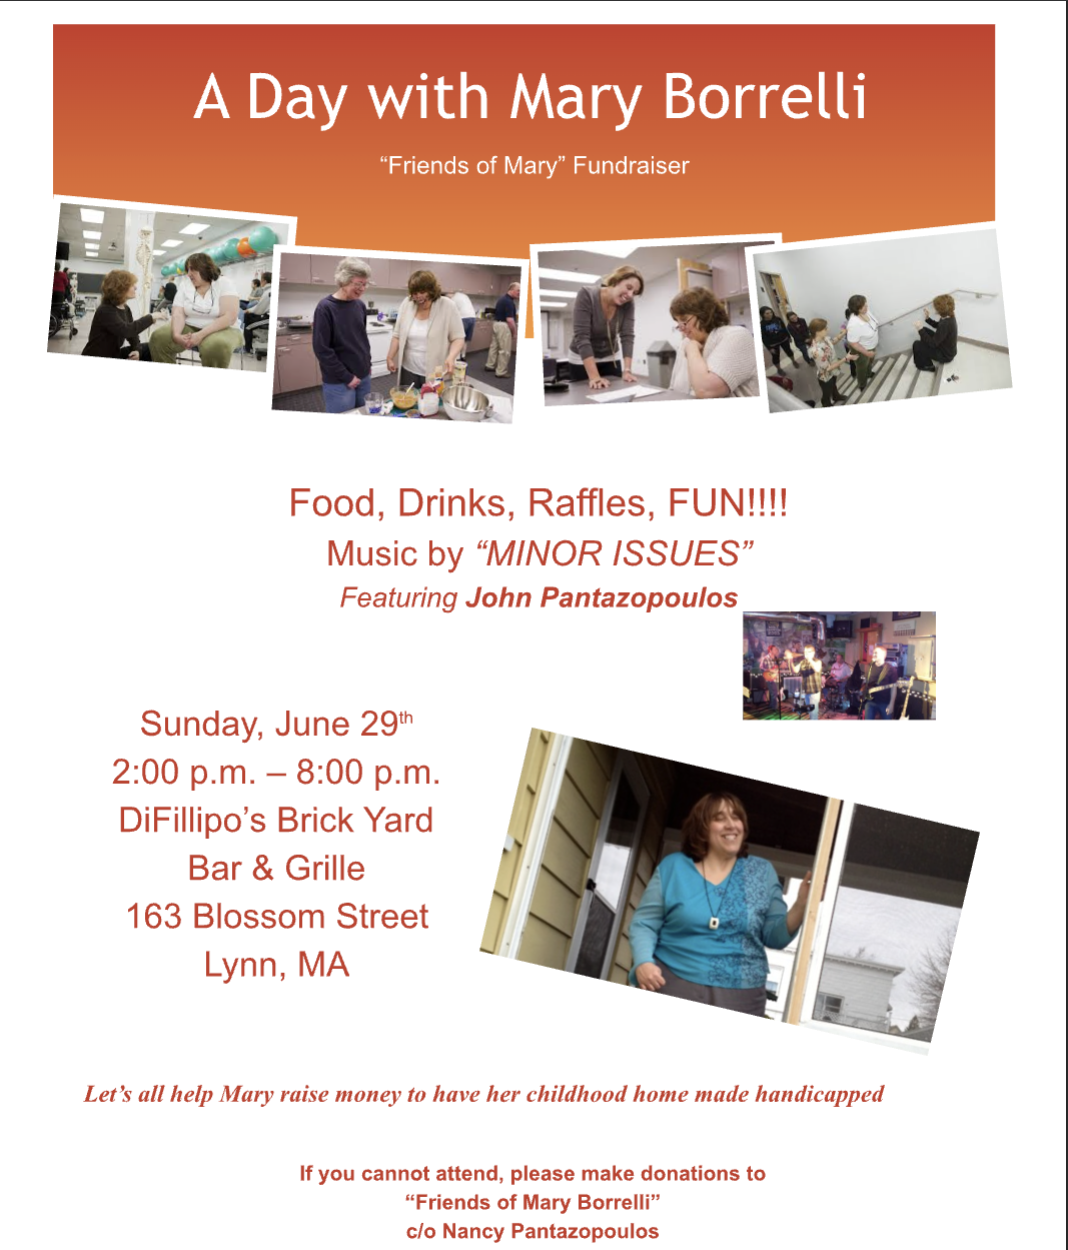 A Day with Mary Borrelli
“Friends of Mary” Fundraiser
Food, Drinks, Raffles, FUN!!!!
Music by “MINOR ISSUES”
Featuring John Pantazopoulos
Sunday, June 29th
2:00 p.m. – 8:00 p.m.
DiFillipo’s Brick Yard
Bar & Grille
163 Blossom Street
Lynn, MA
Let’s all help Mary raise money to have her childhood home made handicapped
If you cannot attend, please make donations to
“Friends of Mary Borrelli”
c/o Nancy Pantazopoulos